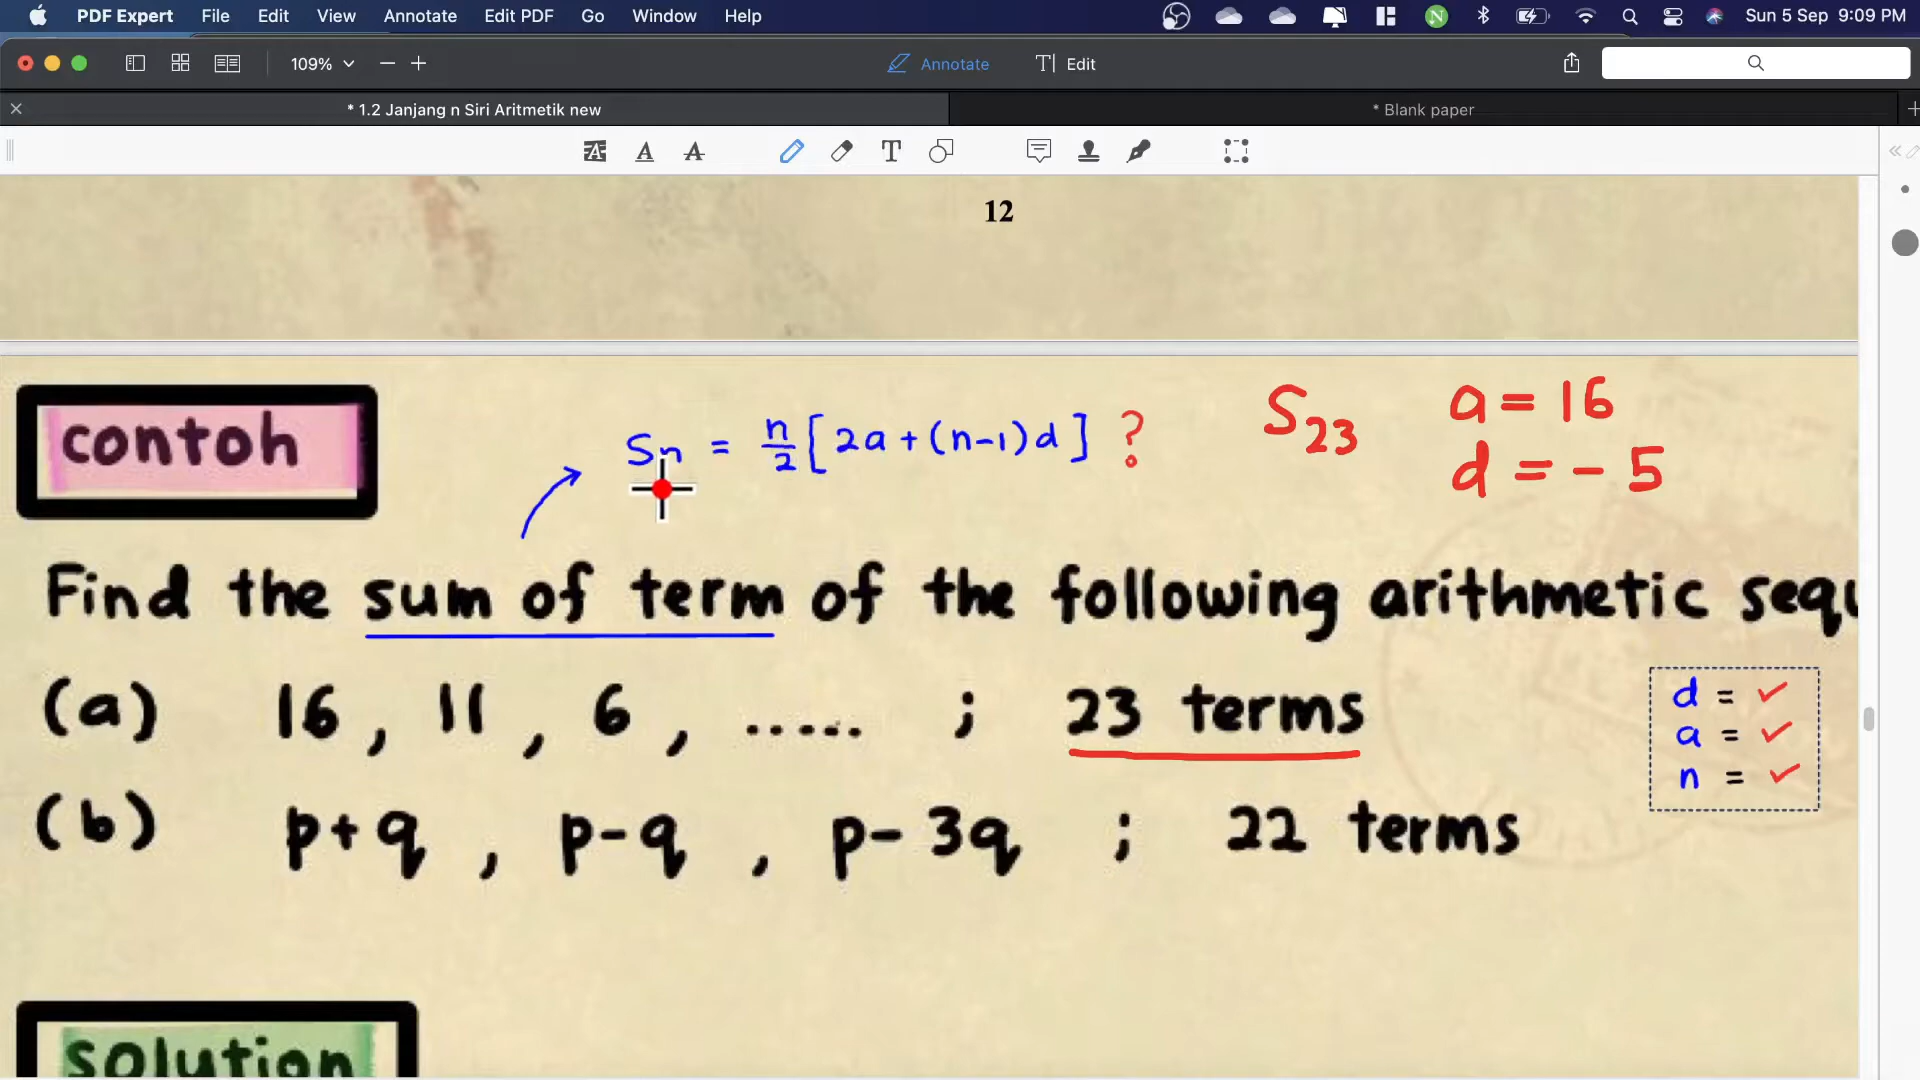 PDF Expert File Edit View Annotate Edit PDF Go Window Help Sun 5 Sep 9:09 PM
109% Annotate Edit
* 1.2 Janjang n Siri Aritmetik new * Blank paper
12
contoh
Sn = n/2 [2a + (n-1)d] ?
S23
a = 16
d = - 5
Find the sum of term of the following arithmetic sequ
(a) 16 , 11 , 6 , ..... ; 23 terms
(b) p+q , p-q , p-3q ; 22 terms
d = ✓
a = ✓
n = ✓
solution